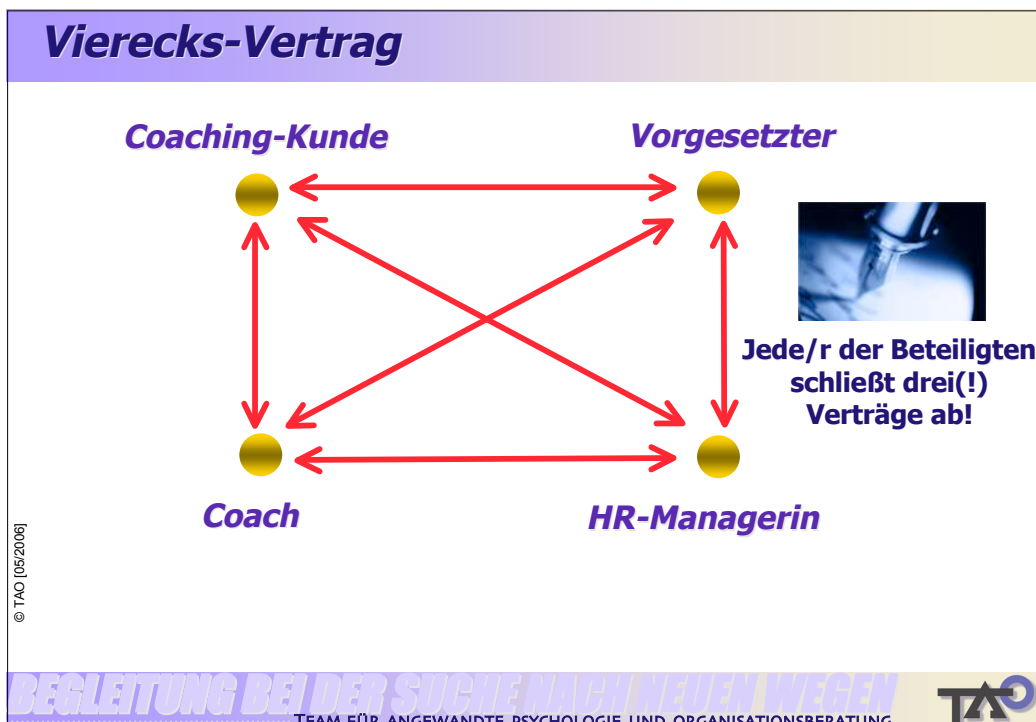 Vierecks-Vertrag
Coaching-Kunde
Vorgesetzter
Jede/r der Beteiligten
schließt drei(!)
Verträge ab!
Coach
HR-Managerin
© TAO [05/2006]
BEGLEITUNG BEI DER SUCHE NACH NEUEN WEGEN
TEAM FÜR ANGEWANDTE PSYCHOLOGIE UND ORGANISATIONSBERATUNG
TAO